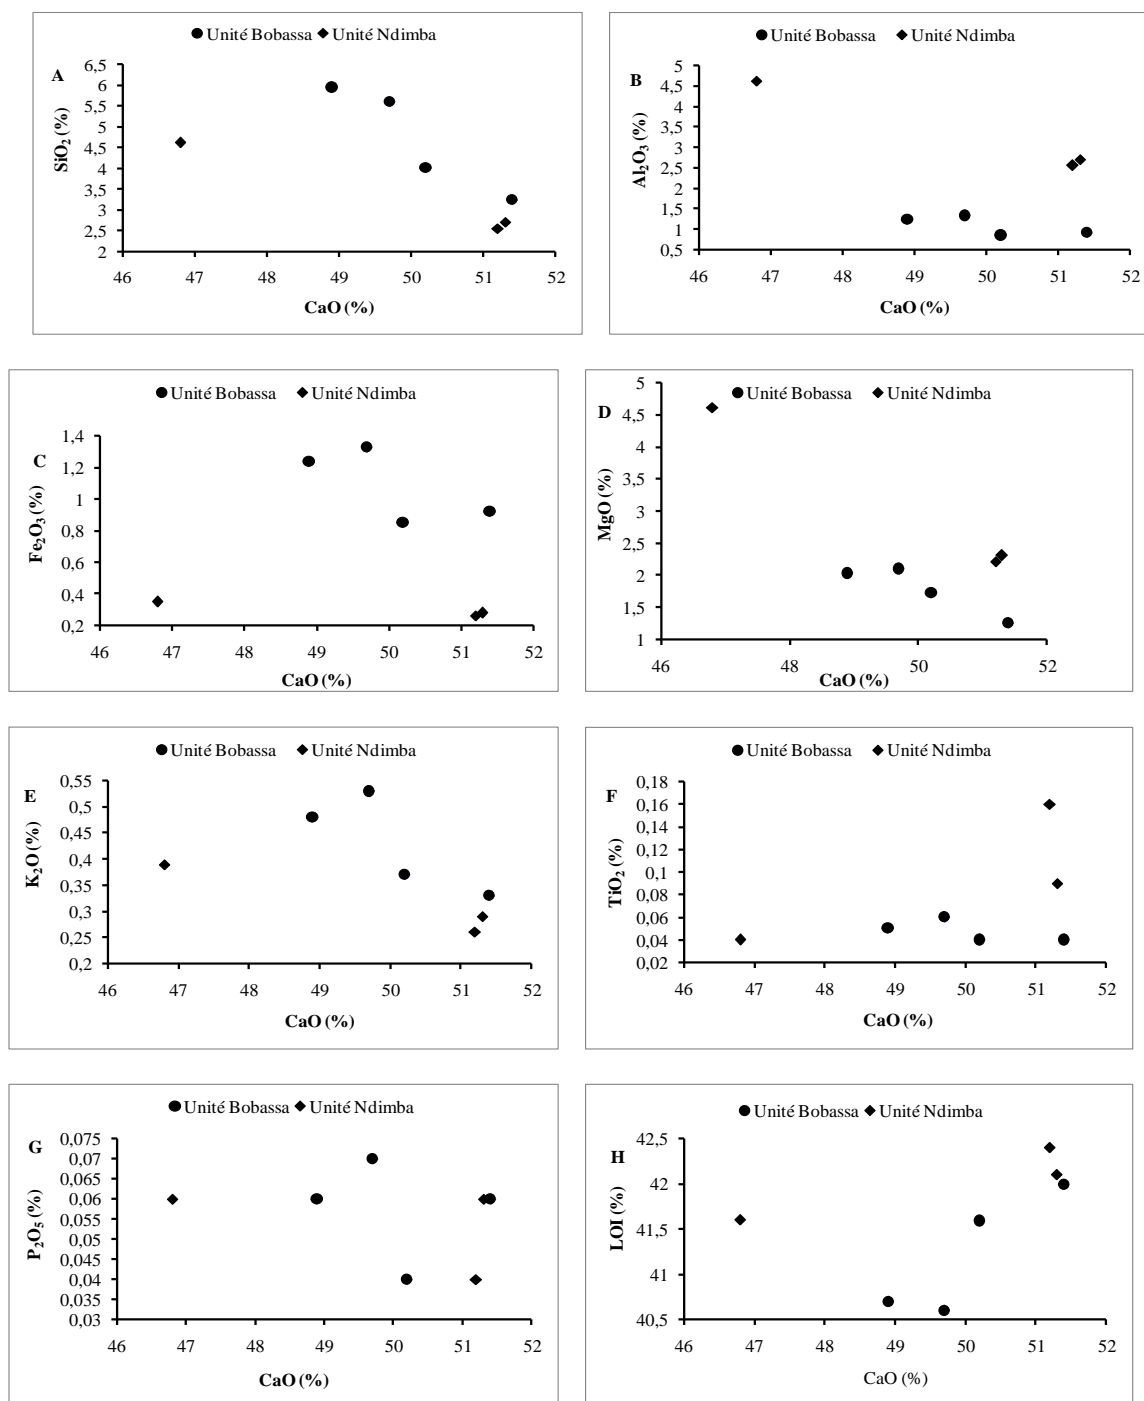 Unité Bobassa Unité Ndimba
A
SiO₂ (%)
6,5
6
5,5
5
4,5
4
3,5
3
2,5
2
46 47 48 49 50 51 52
CaO (%)
Unité Bobassa Unité Ndimba
B
Al₂O₃ (%)
5
4,5
4
3,5
3
2,5
2
1,5
1
0,5
46 47 48 49 50 51 52
CaO (%)
Unité Bobassa Unité Ndimba
C
Fe₂O₃ (%)
1,4
1,2
1
0,8
0,6
0,4
0,2
46 47 48 49 50 51 52
CaO (%)
Unité Bobassa Unité Ndimba
D
MgO (%)
5
4,5
4
3,5
3
2,5
2
1,5
1
46 48 50 52
CaO (%)
Unité Bobassa Unité Ndimba
E
K₂O (%)
0,55
0,5
0,45
0,4
0,35
0,3
0,25
0,2
46 47 48 49 50 51 52
CaO (%)
Unité Bobassa Unité Ndimba
F
TiO₂ (%)
0,18
0,16
0,14
0,12
0,1
0,08
0,06
0,04
0,02
46 47 48 49 50 51 52
CaO (%)
Unité Bobassa Unité Ndimba
G
P₂O₅ (%)
0,075
0,07
0,065
0,06
0,055
0,05
0,045
0,04
0,035
0,03
46 47 48 49 50 51 52
CaO (%)
Unité Bobassa Unité Ndimba
H
LOI (%)
42,5
42
41,5
41
40,5
46 47 48 49 50 51 52
CaO (%)